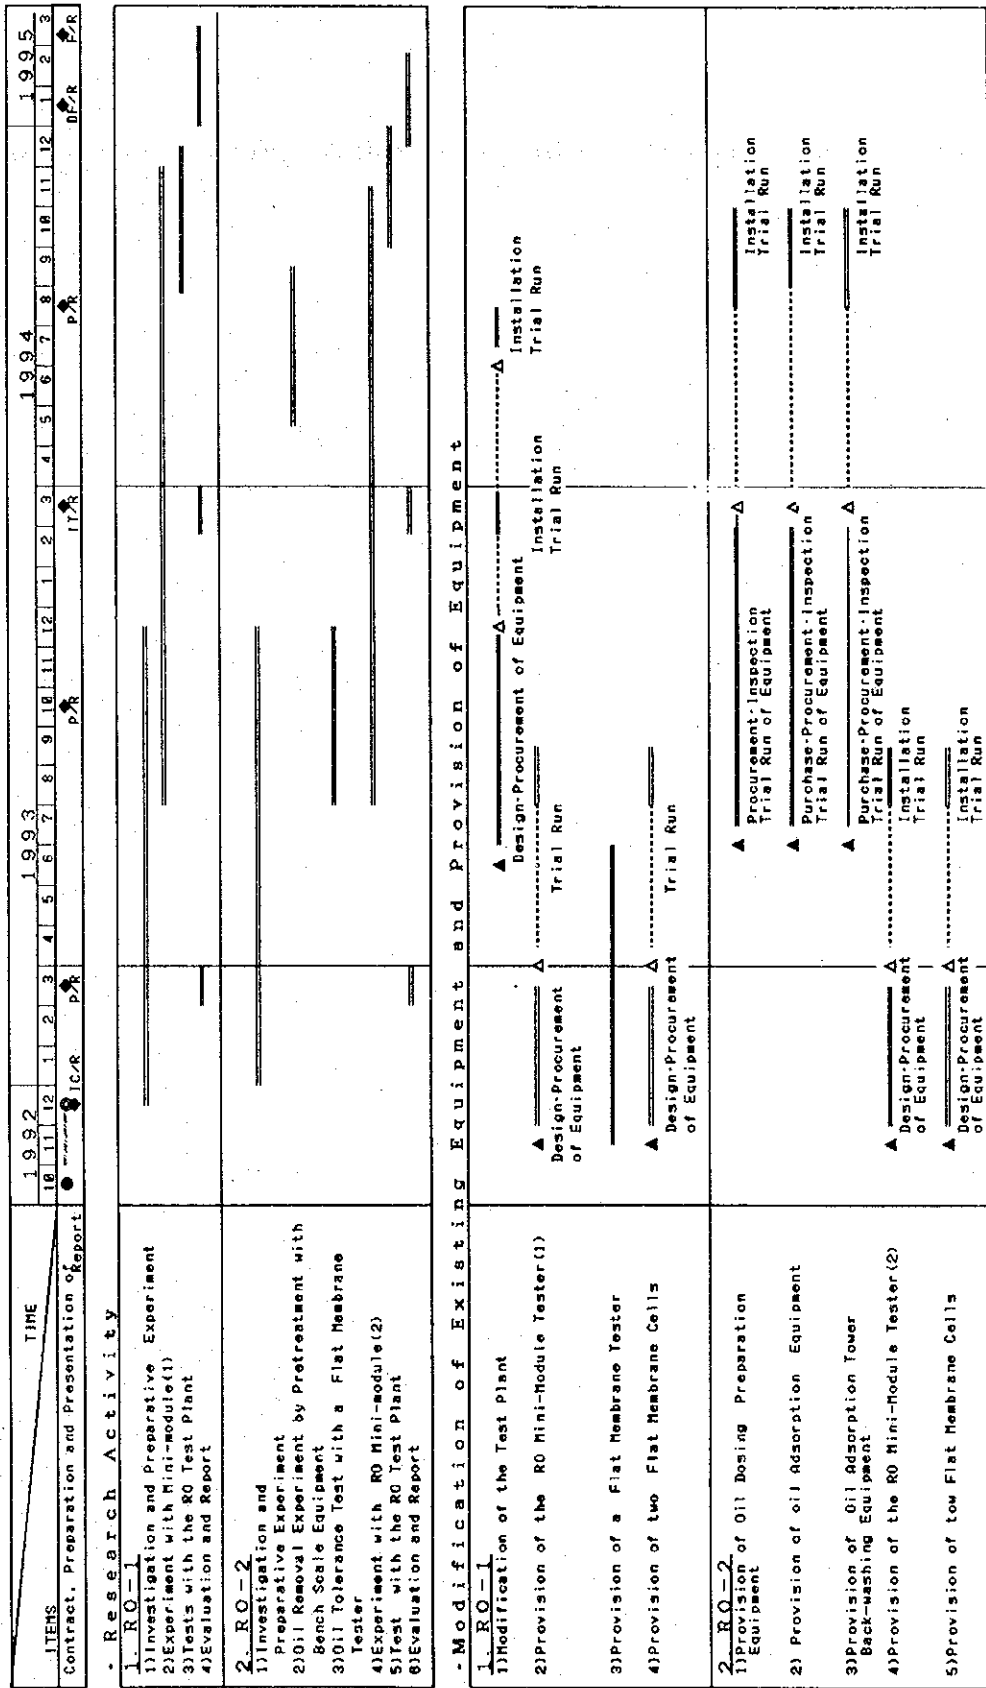 TIME
ITEMS
1992
1993
1994
1995
10 11 12 1 2 3 4 5 6 7 8 9 10 11 12 1 2 3 4 5 6 7 8 9 10 11 12 1 2 3
Contract, Preparation and Presentation of Report
IC/R
P/R
P/R
IT/R
P/R
DF/R
F/R
- Research Activity
1. RO-1
1)Investigation and Preparative Experiment
2)Experiment with Mini-module(1)
3)Tests with the RO Test Plant
4)Evaluation and Report
2. RO-2
1)Investigation and
Preparative Experiment
2)Oil Removal Experiment by Pretreatment with
Bench Scale Equipment
3)Oil Tolerance Test with a Flat Membrane
Tester
4)Experiment with RO Mini-module(2)
5)Test with the RO Test Plant
6)Evaluation and Report
-Modification of Existing Equipment and Provision of Equipment
1. RO-1
1)Modification of the Test Plant
Design·Procurement of Equipment
Installation
Trial Run
Installation
Trial Run
2)Provision of the RO Mini-Module Tester(1)
Design·Procurement
of Equipment
Trial Run
3)Provision of a Flat Membrane Tester
4)Provision of two Flat Membrane Cells
Design·Procurement
of Equipment
Trial Run
2. RO-2
1)Provision of Oil Dosing Preparation
Equipment
Procurement·Inspection
Trial Run of Equipment
Installation
Trial Run
2) Provision of oil Adsorption Equipment
Purchase·Procurement·Inspection
Trial Run of Equipment
Installation
Trial Run
3)Provision of Oil Adsorption Tower
Back-washing Equipment
Purchase·Procurement·Inspection
Trial Run of Equipment
Installation
Trial Run
4)Provision of the RO Mini-Module Tester(2)
Design·Procurement
of Equipment
Installation
Trial Run
5)Provision of tow Flat Membrane Cells
Design·Procurement
of Equipment
Installation
Trial Run